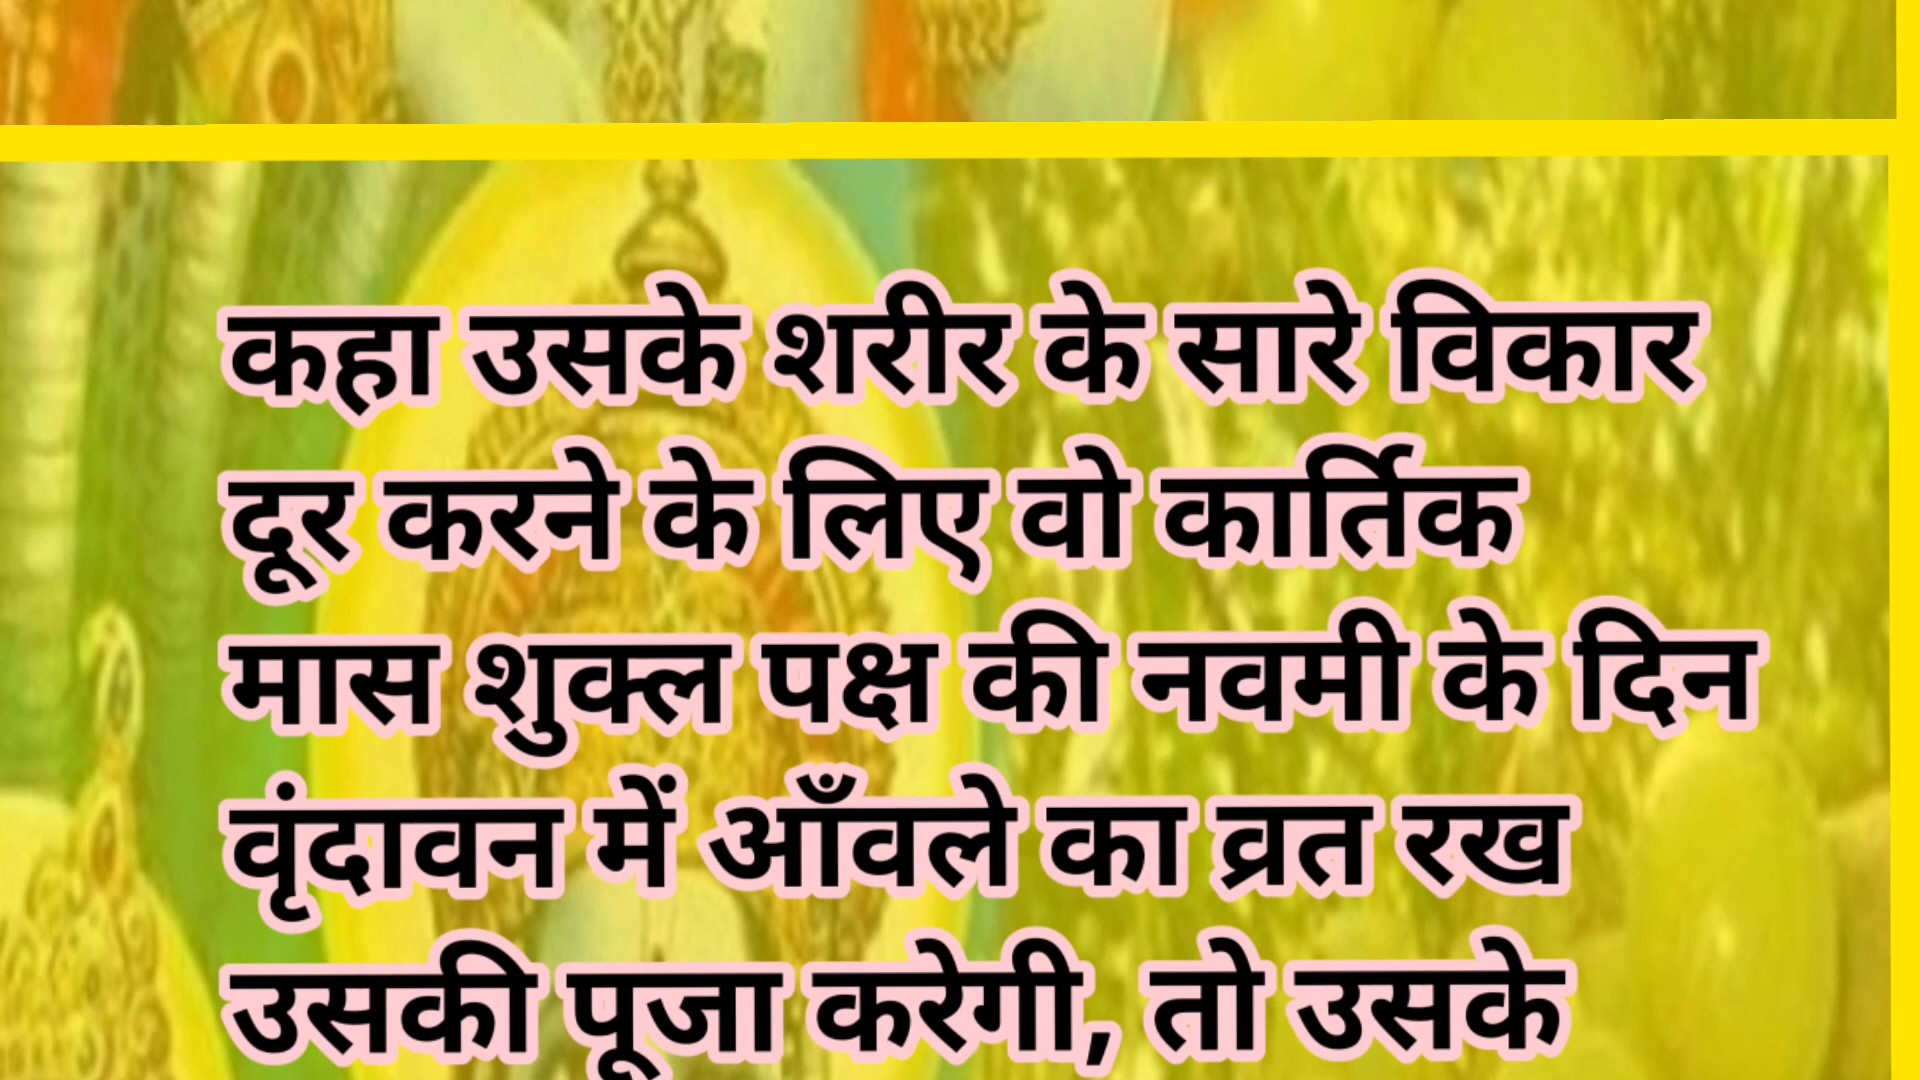 कहा उसके शरीर के सारे विकार
दूर करने के लिए वो कार्तिक
मास शुक्ल पक्ष की नवमी के दिन
वृंदावन में आँवले का व्रत रख
उसकी पूजा करेगी, तो उसके